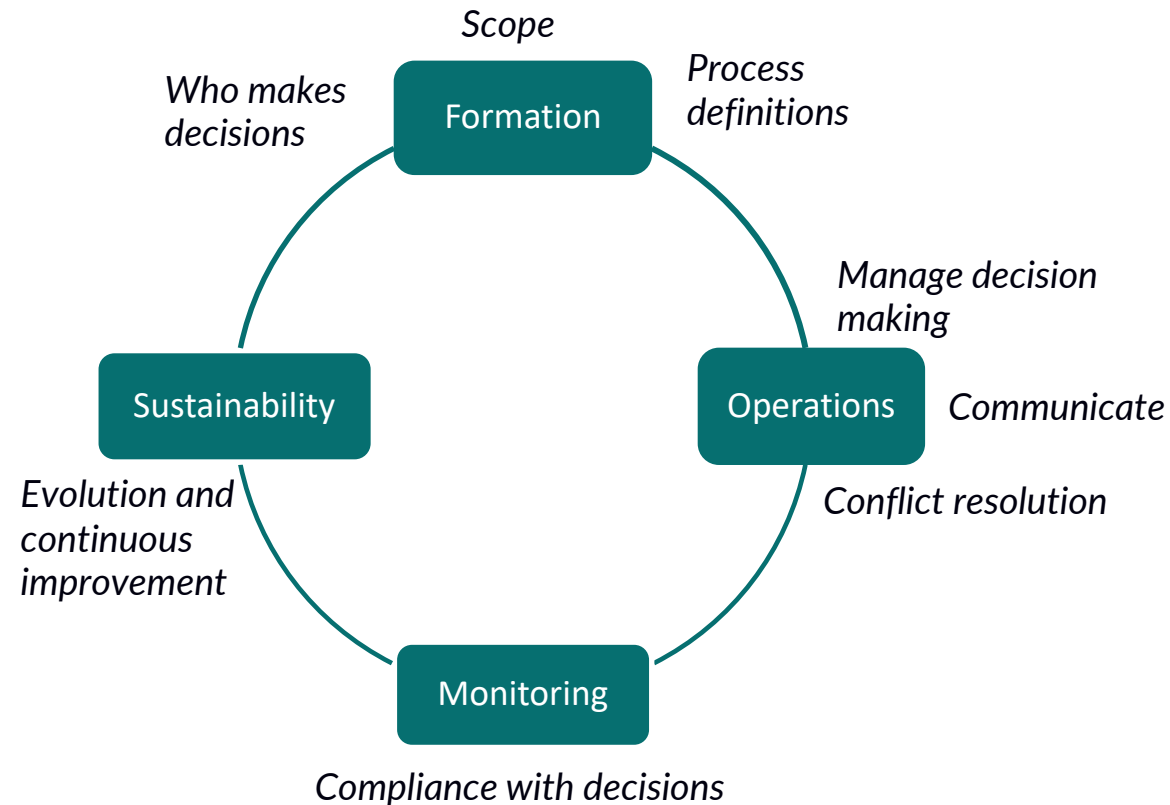 Scope
Who makes
decisions
Formation
Process
definitions
Manage decision
making
Sustainability
Operations
Communicate
Evolution and
continuous
improvement
Conflict resolution
Monitoring
Compliance with decisions